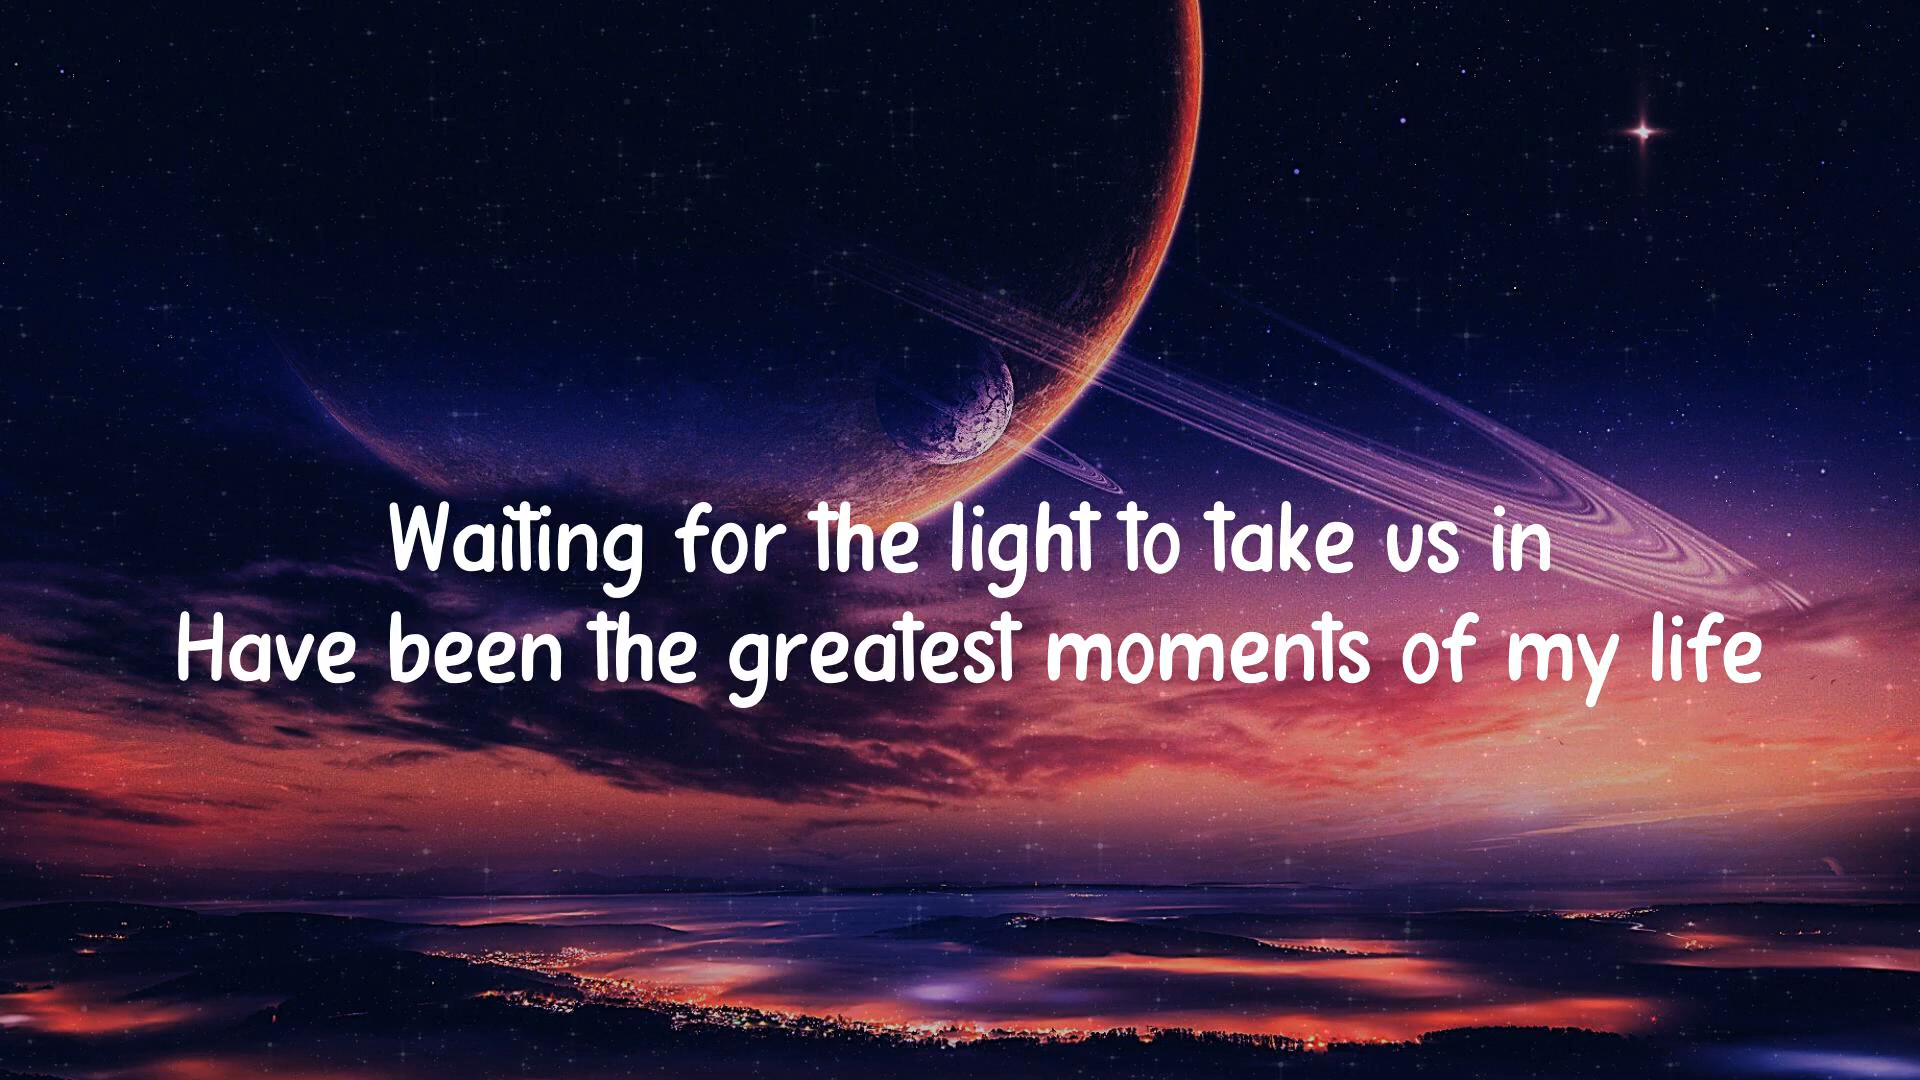 Waiting for the light to take us in
Have been the greatest moments of my life